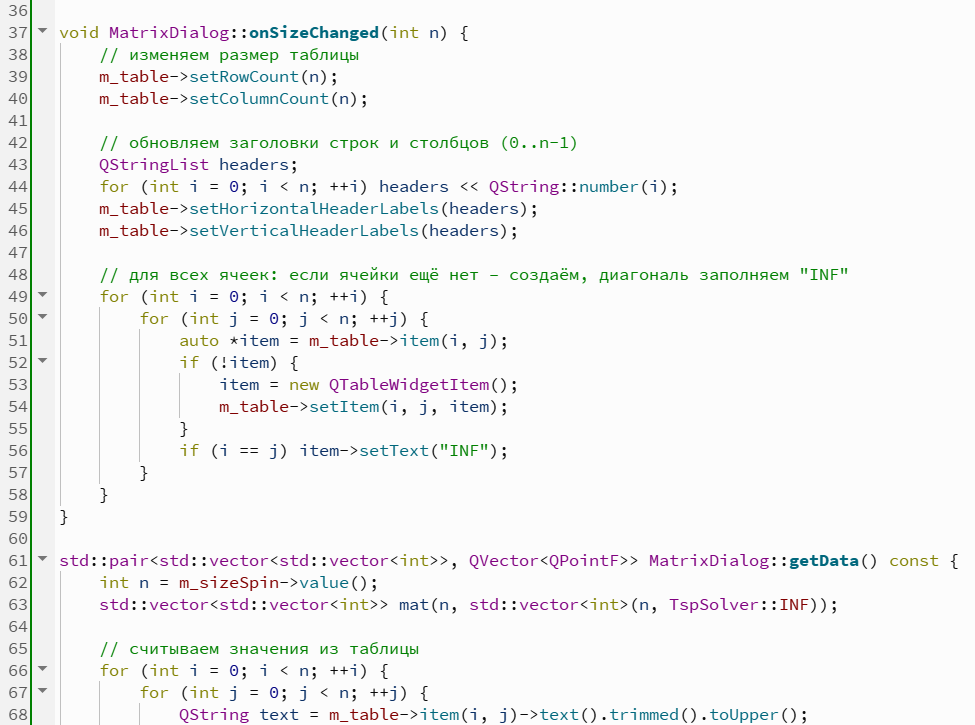 36
37 void MatrixDialog::onSizeChanged(int n) {
38     // изменяем размер таблицы
39     m_table->setRowCount(n);
40     m_table->setColumnCount(n);
41
42     // обновляем заголовки строк и столбцов (0..n-1)
43     QStringList headers;
44     for (int i = 0; i < n; ++i) headers << QString::number(i);
45     m_table->setHorizontalHeaderLabels(headers);
46     m_table->setVerticalHeaderLabels(headers);
47
48     // для всех ячеек: если ячейки ещё нет – создаём, диагональ заполняем "INF"
49     for (int i = 0; i < n; ++i) {
50         for (int j = 0; j < n; ++j) {
51             auto *item = m_table->item(i, j);
52             if (!item) {
53                 item = new QTableWidgetItem();
54                 m_table->setItem(i, j, item);
55             }
56             if (i == j) item->setText("INF");
57         }
58     }
59 }
60
61 std::pair<std::vector<std::vector<int>>, QVector<QPointF>> MatrixDialog::getData() const {
62     int n = m_sizeSpin->value();
63     std::vector<std::vector<int>> mat(n, std::vector<int>(n, TspSolver::INF));
64
65     // считываем значения из таблицы
66     for (int i = 0; i < n; ++i) {
67         for (int j = 0; j < n; ++j) {
68             QString text = m_table->item(i, j)->text().trimmed().toUpper();